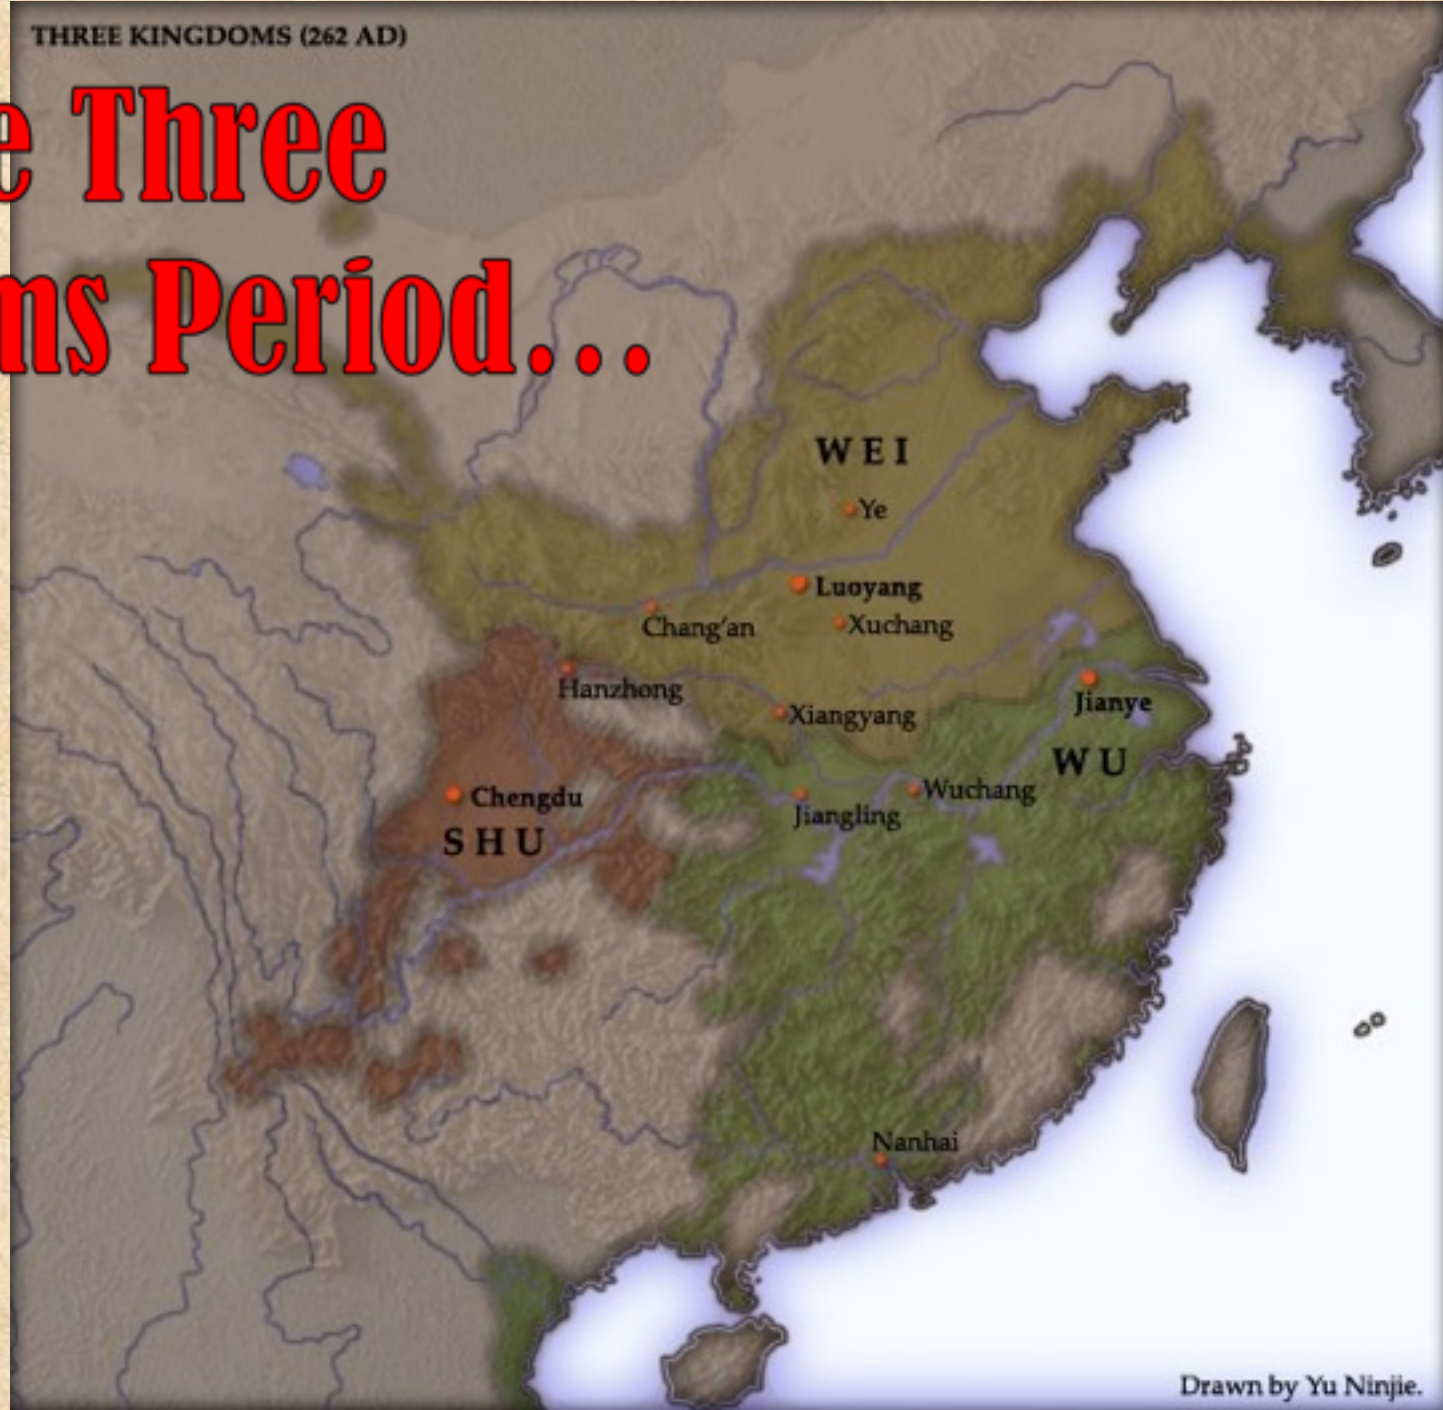 THREE KINGDOMS (262 AD)
e Three
ms Period...
WEI
Ye
Luoyang
Chang'an
Xuchang
Hanzhong
Xiangyang
Jianye
WU
Chengdu
Wuchang
Jiangling
SHU
Nanhai
Drawn by Yu Ninjie.